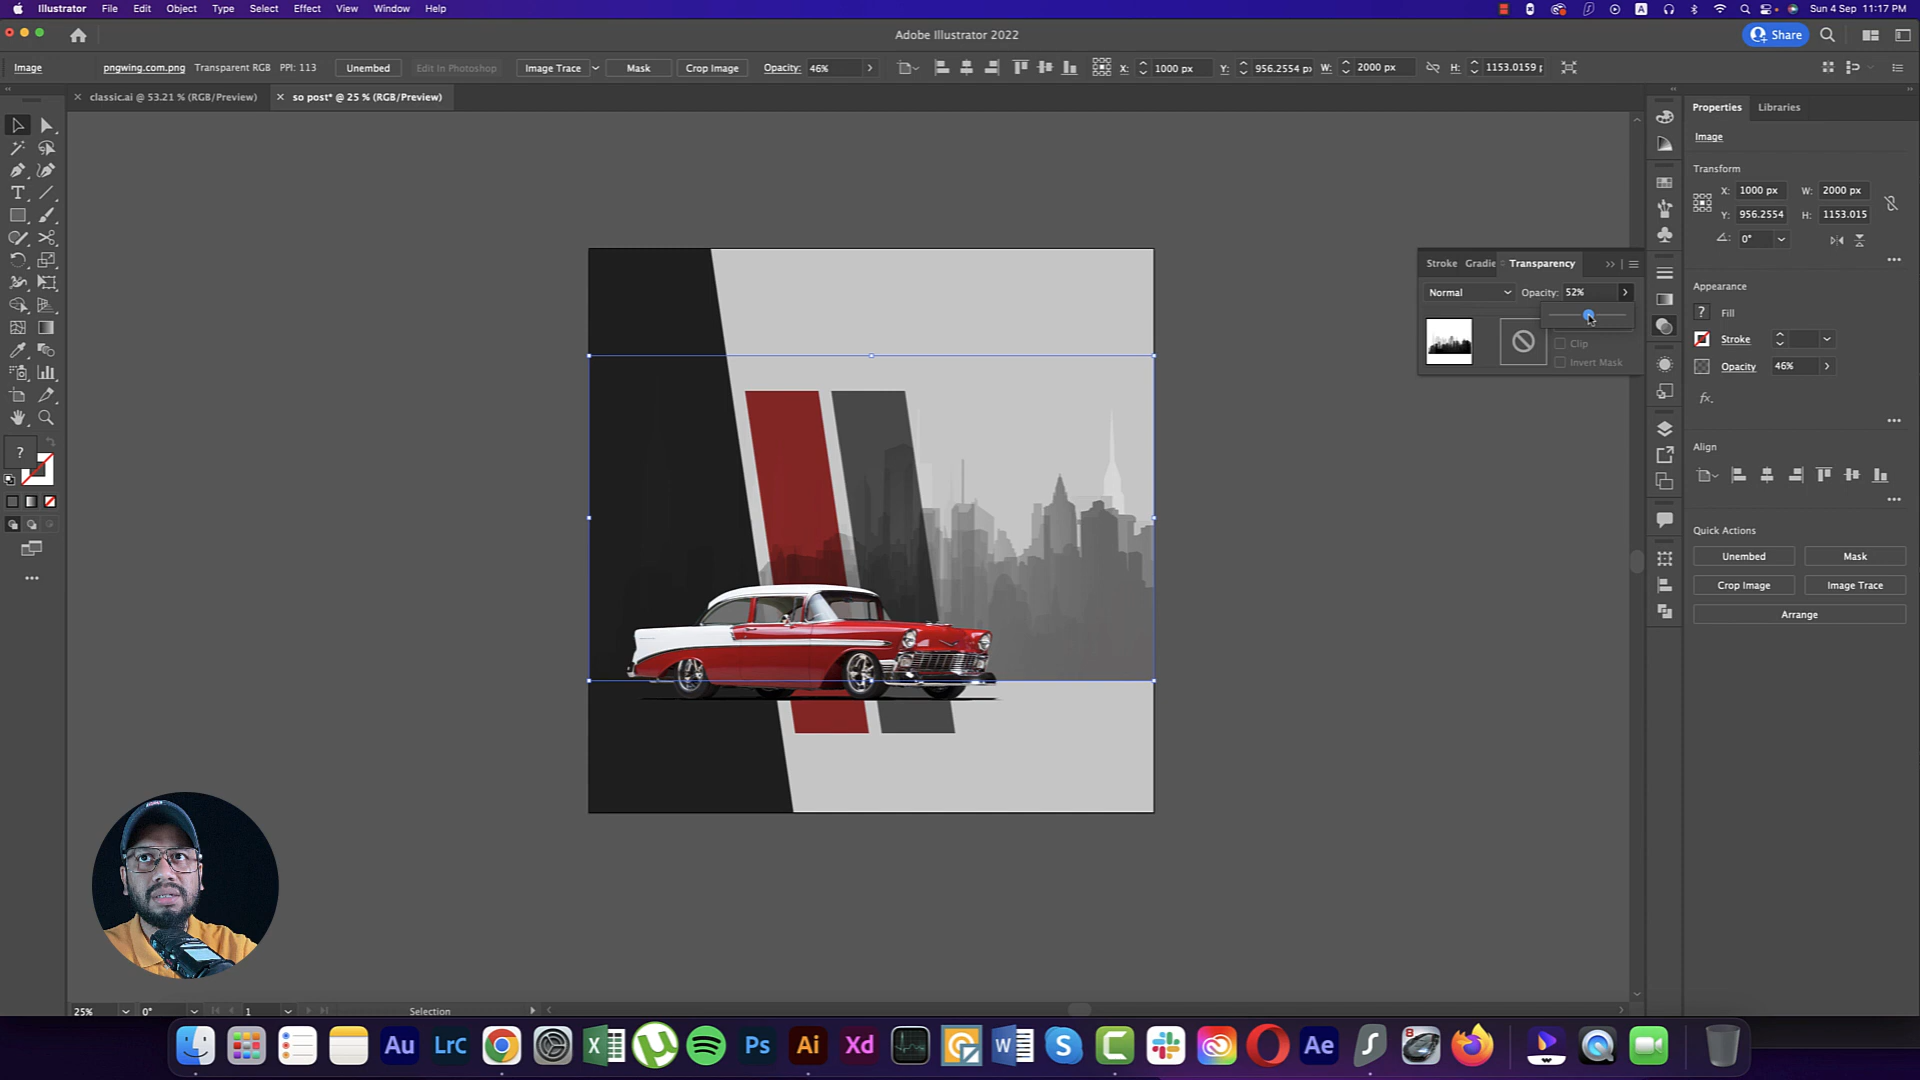 Illustrator File Edit Object Type Select Effect View Window Help
A Sun 4 Sep 11:17 PM
Adobe Illustrator 2022
Share
Image pngwing.com.png Transparent RGB PPI: 113 Unembed Edit In Photoshop Image Trace Mask Crop Image Opacity: 46% X: 1000 px Y: 956.2554 px W: 2000 px H: 1153.0159
classic.ai @ 53.21 % (RGB/Preview) so post* @ 25 % (RGB/Preview)
Properties Libraries
Image
Transform
X: 1000 px W: 2000 px
Y: 956.2554 H: 1153.015
0°
Stroke Gradie Transparency
Normal Opacity: 52%
Clip
Invert Mask
Appearance
? Fill
Stroke
Opacity 46%
fx.
Align
Quick Actions
Unembed Mask
Crop Image Image Trace
Arrange
?
25% 0° 1 Selection
Au LrC Ps Ai Xd W S Ae 8